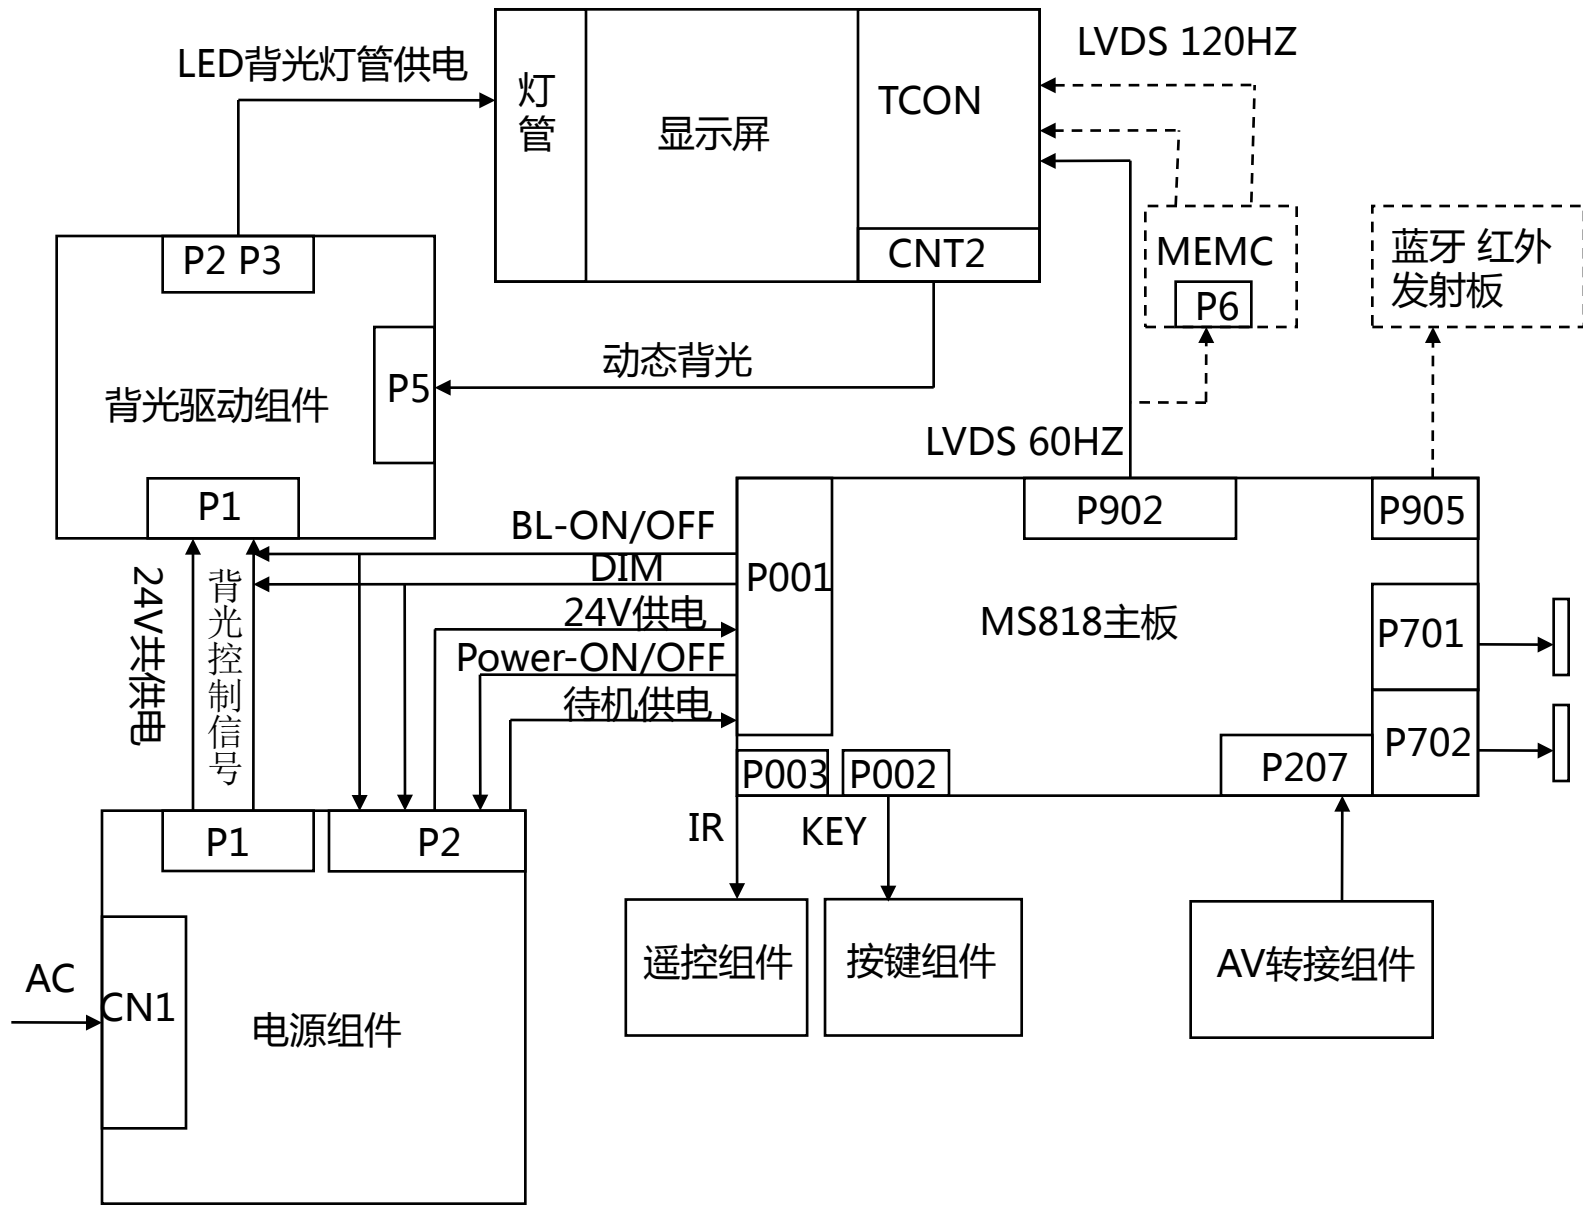 LVDS 120HZ
LED背光灯管供电
灯
管
显示屏
TCON
CNT2
P2 P3
MEMC
P6
蓝牙 红外
发射板
动态背光
P5
背光驱动组件
P1
LVDS 60HZ
BL-ON/OFF
DIM
24V供电
Power-ON/OFF
待机供电
24V共供电
背光控制信号
P001
P902
P905
MS818主板
P701
P702
P003
P002
P207
IR
KEY
P1
P2
遥控组件
按键组件
AV转接组件
AC
CN1
电源组件